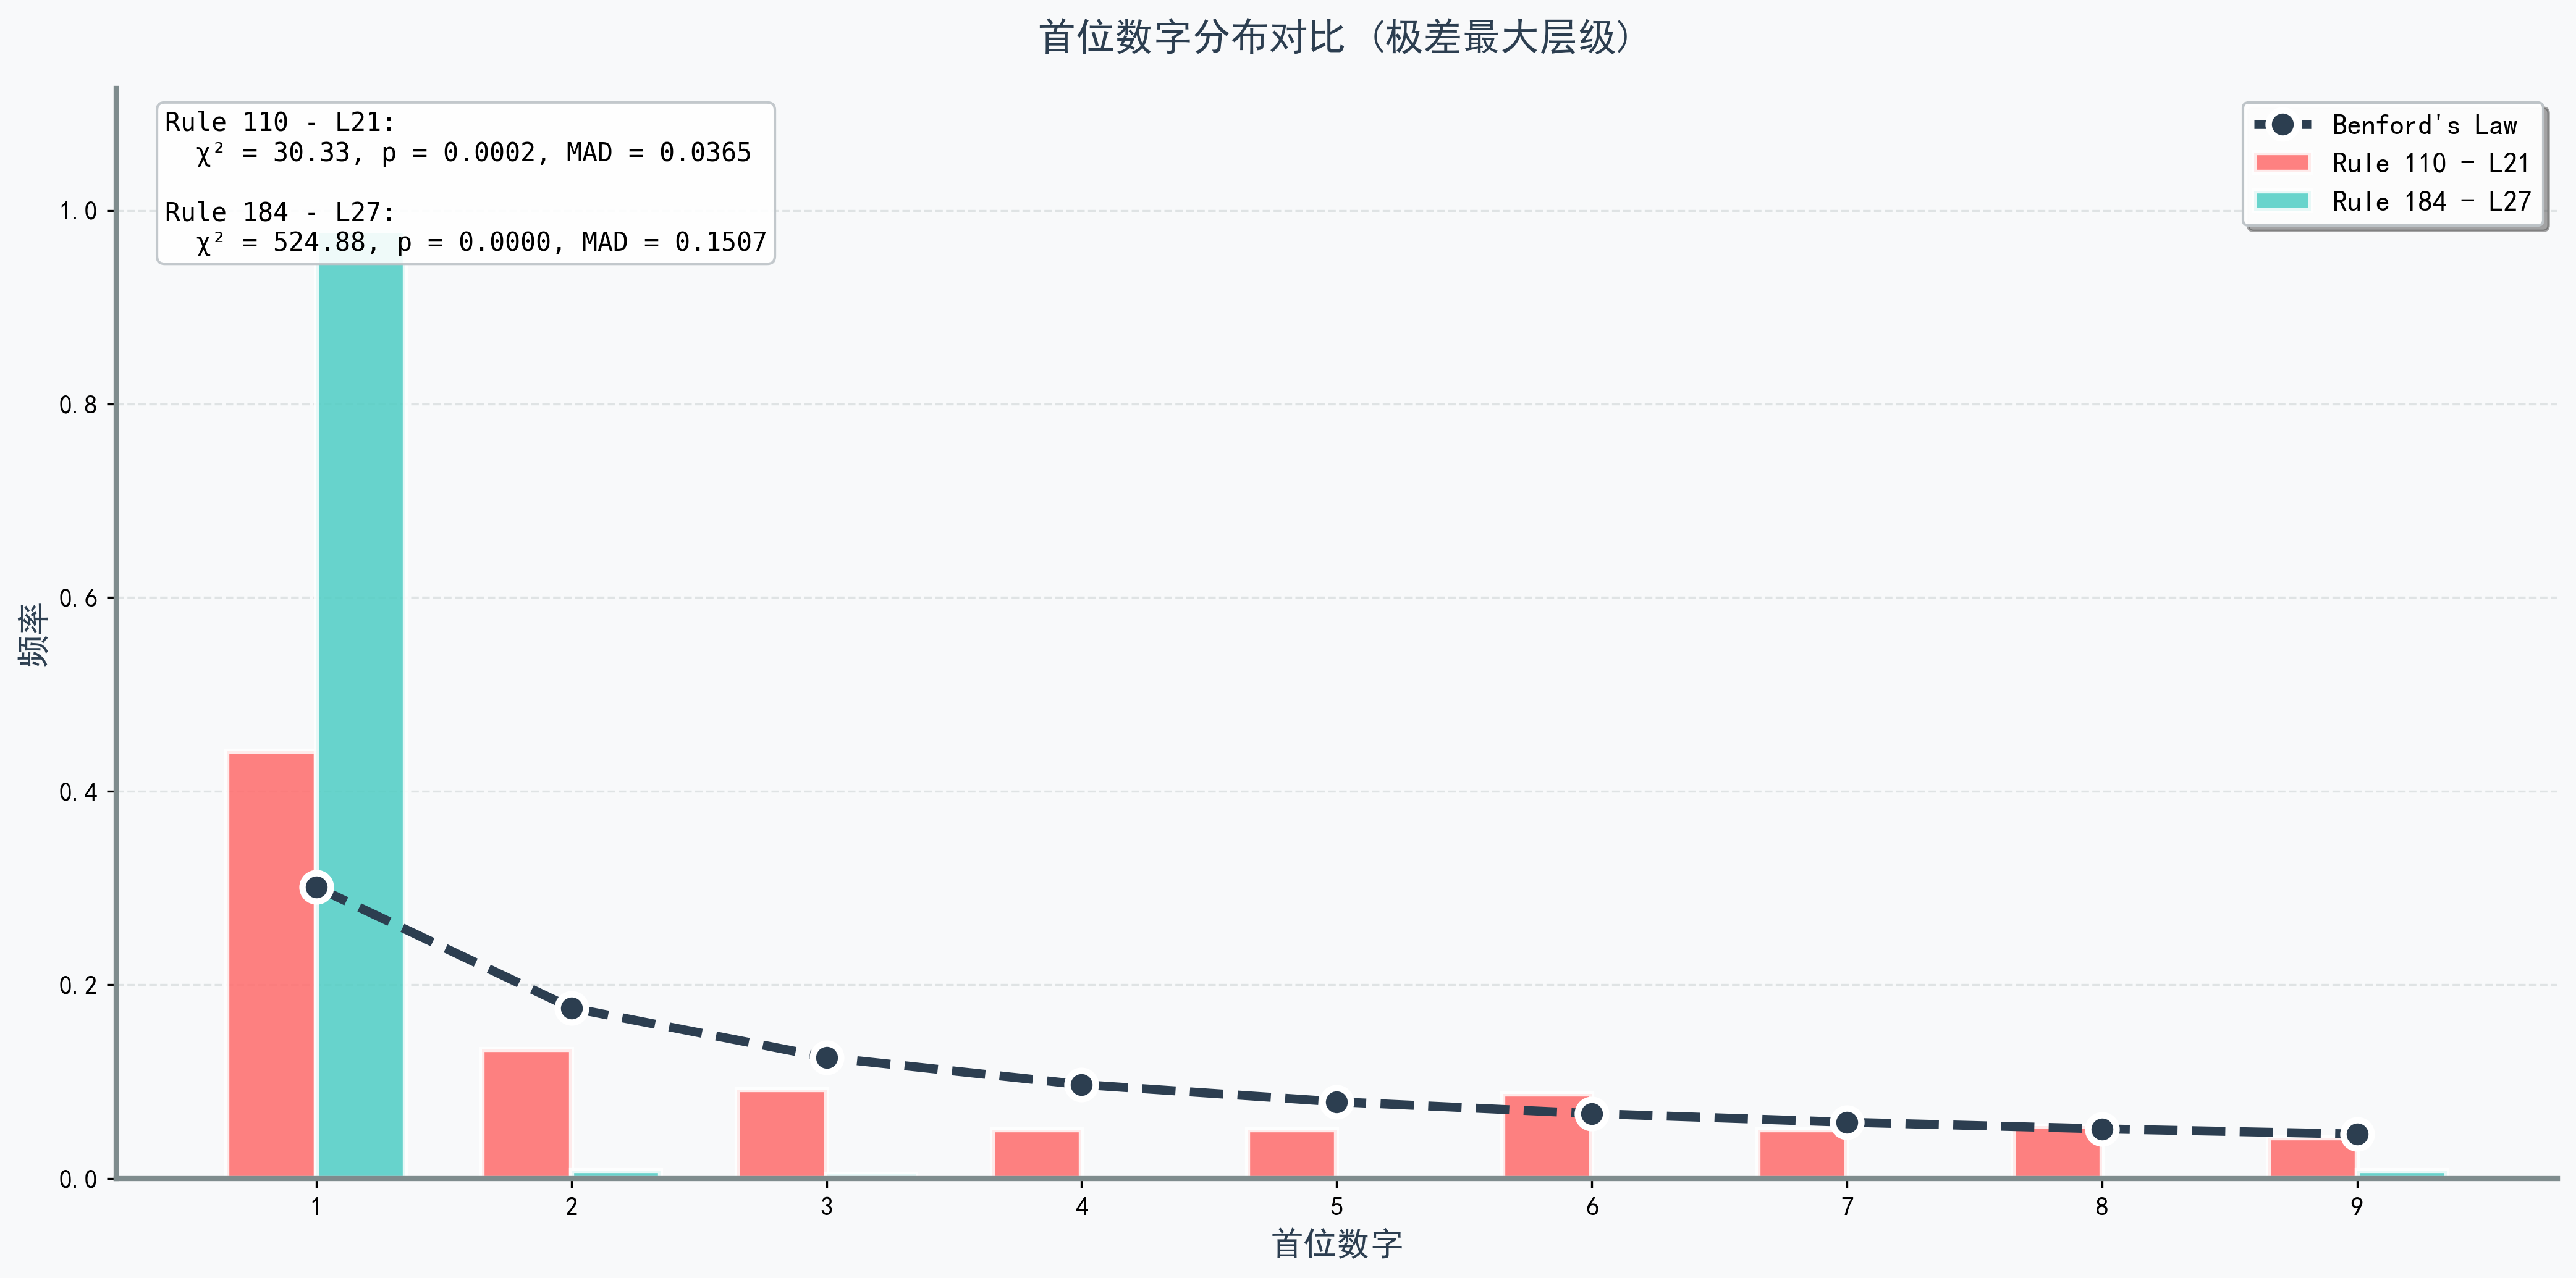 首位数字分布对比 (极差最大层级)
Rule 110 - L21:
χ² = 30.33, p = 0.0002, MAD = 0.0365
Rule 184 - L27:
χ² = 524.88, p = 0.0000, MAD = 0.1507
Benford's Law
Rule 110 - L21
Rule 184 - L27
频率
1.0
0.8
0.6
0.4
0.2
0.0
1 2 3 4 5 6 7 8 9
首位数字